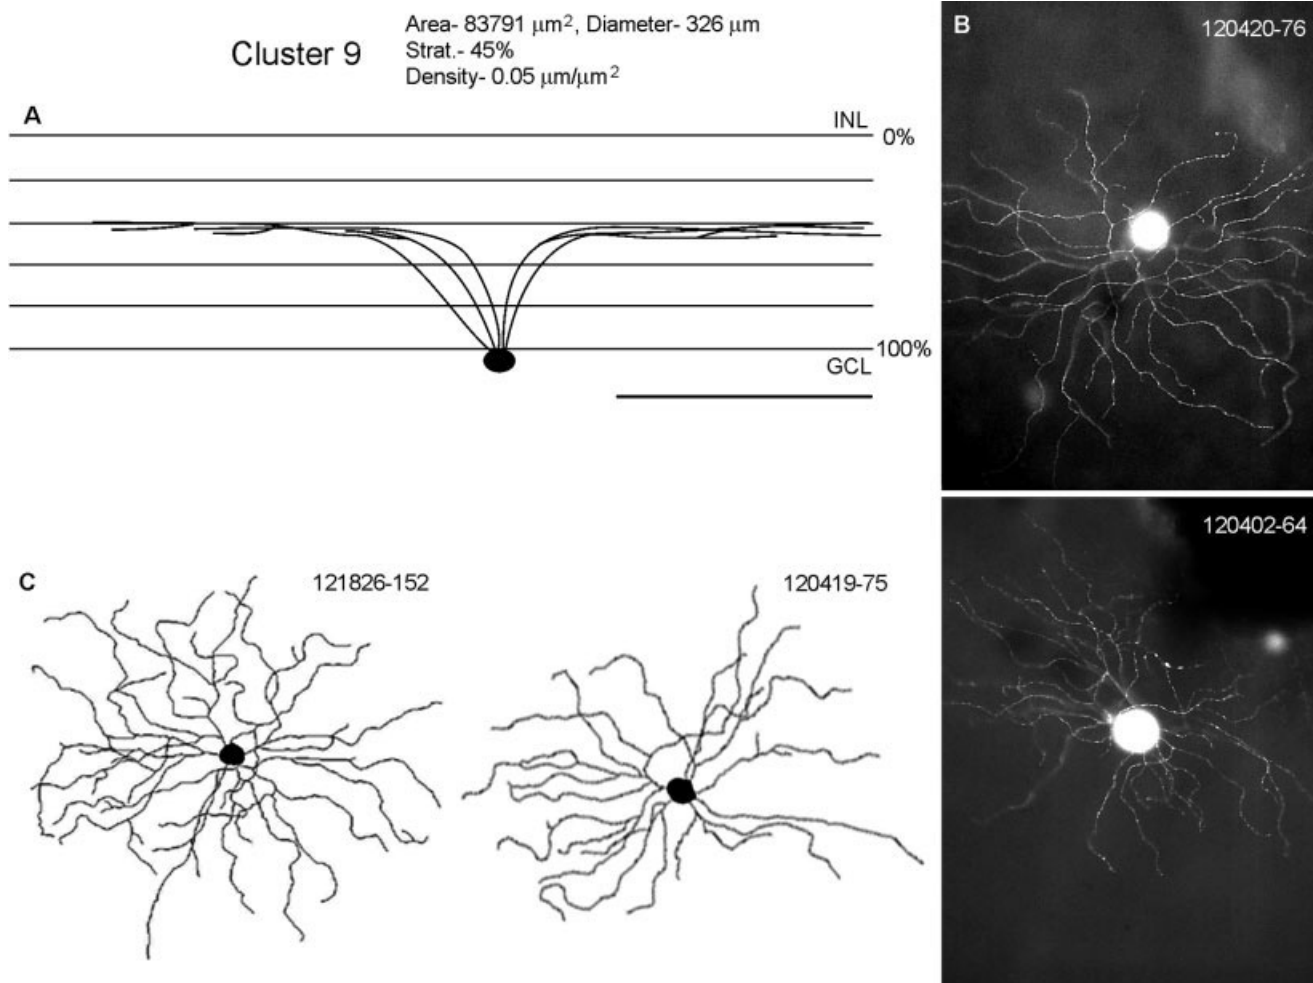 Cluster 9
Area- 83791 μm², Diameter- 326 μm
Strat.- 45%
Density- 0.05 μm/μm²
A
INL
0%
100%
GCL
B
120420-76
120402-64
C
121826-152
120419-75